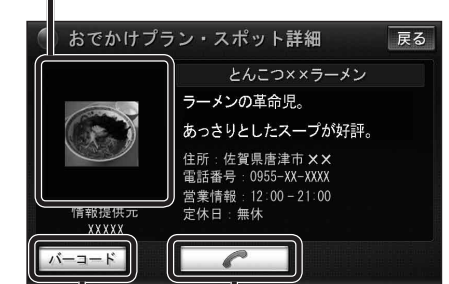 おでかけプラン・スポット詳細
戻る
とんこつ××ラーメン
ラーメンの革命児。
あっさりとしたスープが好評。
住所：佐賀県唐津市××
電話番号：0955-XX-XXXX
営業情報：12:00－21:00
定休日：無休
情報提供元
XXXXX
バーコード